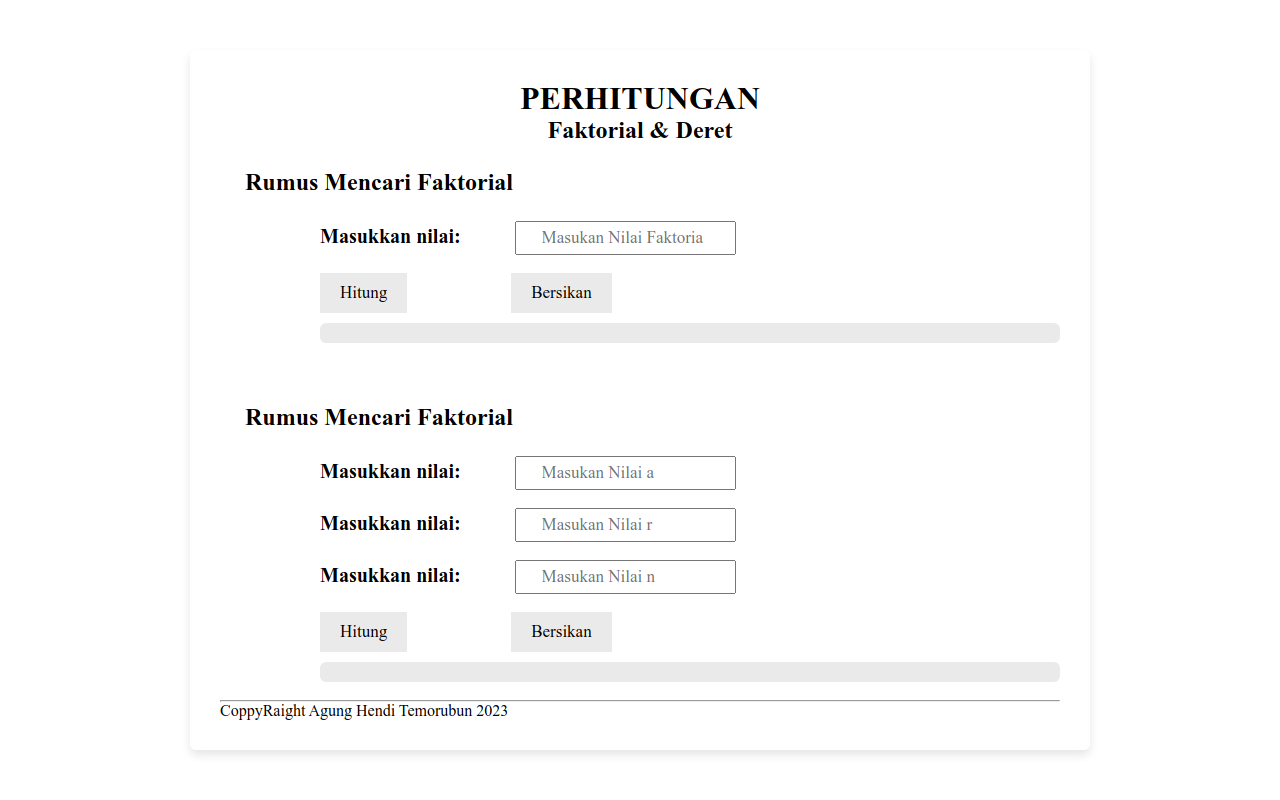 PERHITUNGAN
Faktorial & Deret
Rumus Mencari Faktorial
Masukkan nilai: Masukan Nilai Faktoria
Hitung Bersikan
Rumus Mencari Faktorial
Masukkan nilai: Masukan Nilai a
Masukkan nilai: Masukan Nilai r
Masukkan nilai: Masukan Nilai n
Hitung Bersikan
CoppyRaight Agung Hendi Temorubun 2023